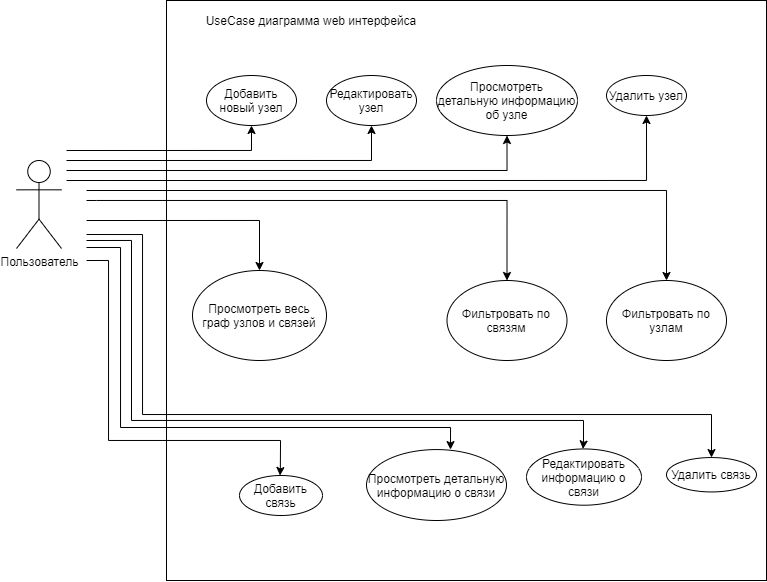 UseCase диаграмма web интерфейса
Добавить
новый узел
Редактировать
узел
Просмотреть
детальную информацию
об узле
Удалить узел
Пользователь
Просмотреть весь
граф узлов и связей
Фильтровать по
связям
Фильтровать по
узлам
Добавить
связь
Просмотреть детальную
информацию о связи
Редактировать
информацию о
связи
Удалить связь